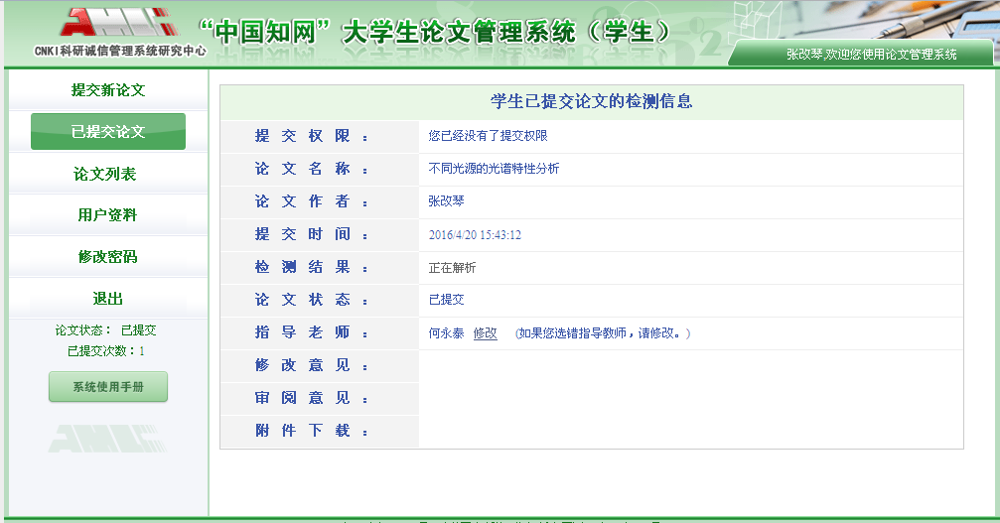 CNKI科研诚信管理系统研究中心
“中国知网”大学生论文管理系统（学生）
张改琴,欢迎您使用论文管理系统
提交新论文
已提交论文
论文列表
用户资料
修改密码
退出
论文状态： 已提交
已提交次数：1
系统使用手册
学生已提交论文的检测信息
提交权限： 您已经没有了提交权限
论文名称： 不同光源的光谱特性分析
论文作者： 张改琴
提交时间： 2016/4/20 15:43:12
检测结果： 正在解析
论文状态： 已提交
指导老师： 何永泰 修改 (如果您选错指导教师，请修改。)
修改意见：
审阅意见：
附件下载：